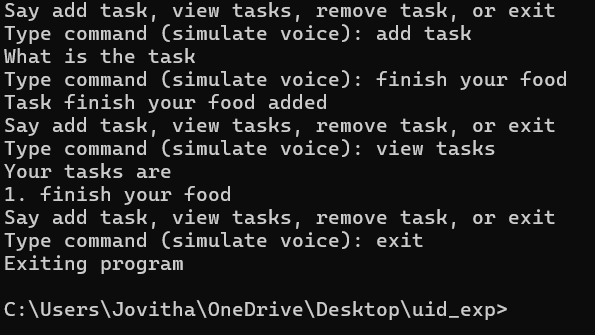 Say add task, view tasks, remove task, or exit
Type command (simulate voice): add task
What is the task
Type command (simulate voice): finish your food
Task finish your food added
Say add task, view tasks, remove task, or exit
Type command (simulate voice): view tasks
Your tasks are
1. finish your food
Say add task, view tasks, remove task, or exit
Type command (simulate voice): exit
Exiting program
C:\Users\Jovitha\OneDrive\Desktop\uid_exp>